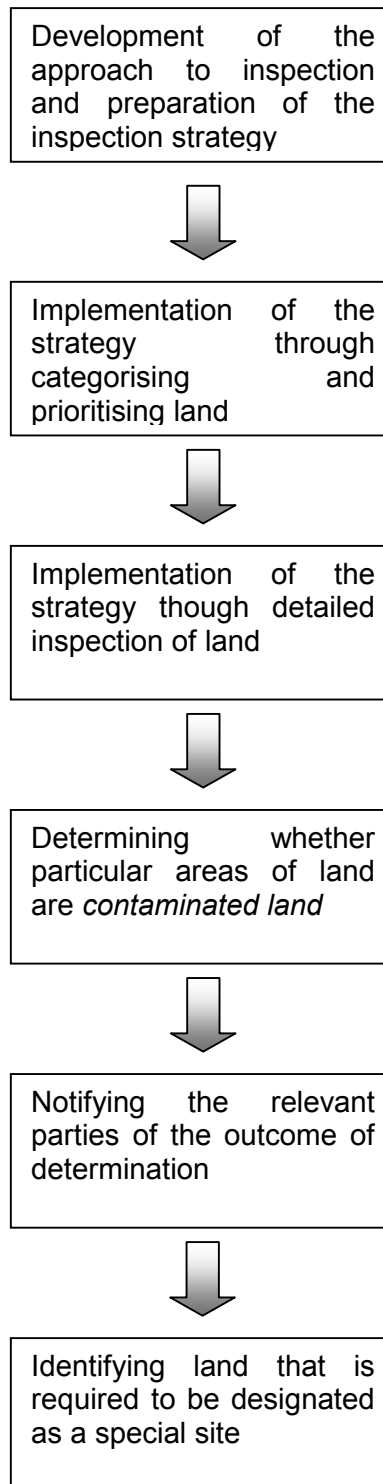 Development of the
approach to inspection
and preparation of the
inspection strategy
Implementation of the
strategy through
categorising and
prioritising land
Implementation of the
strategy though detailed
inspection of land
Determining whether
particular areas of land
are contaminated land
Notifying the relevant
parties of the outcome of
determination
Identifying land that is
required to be designated
as a special site